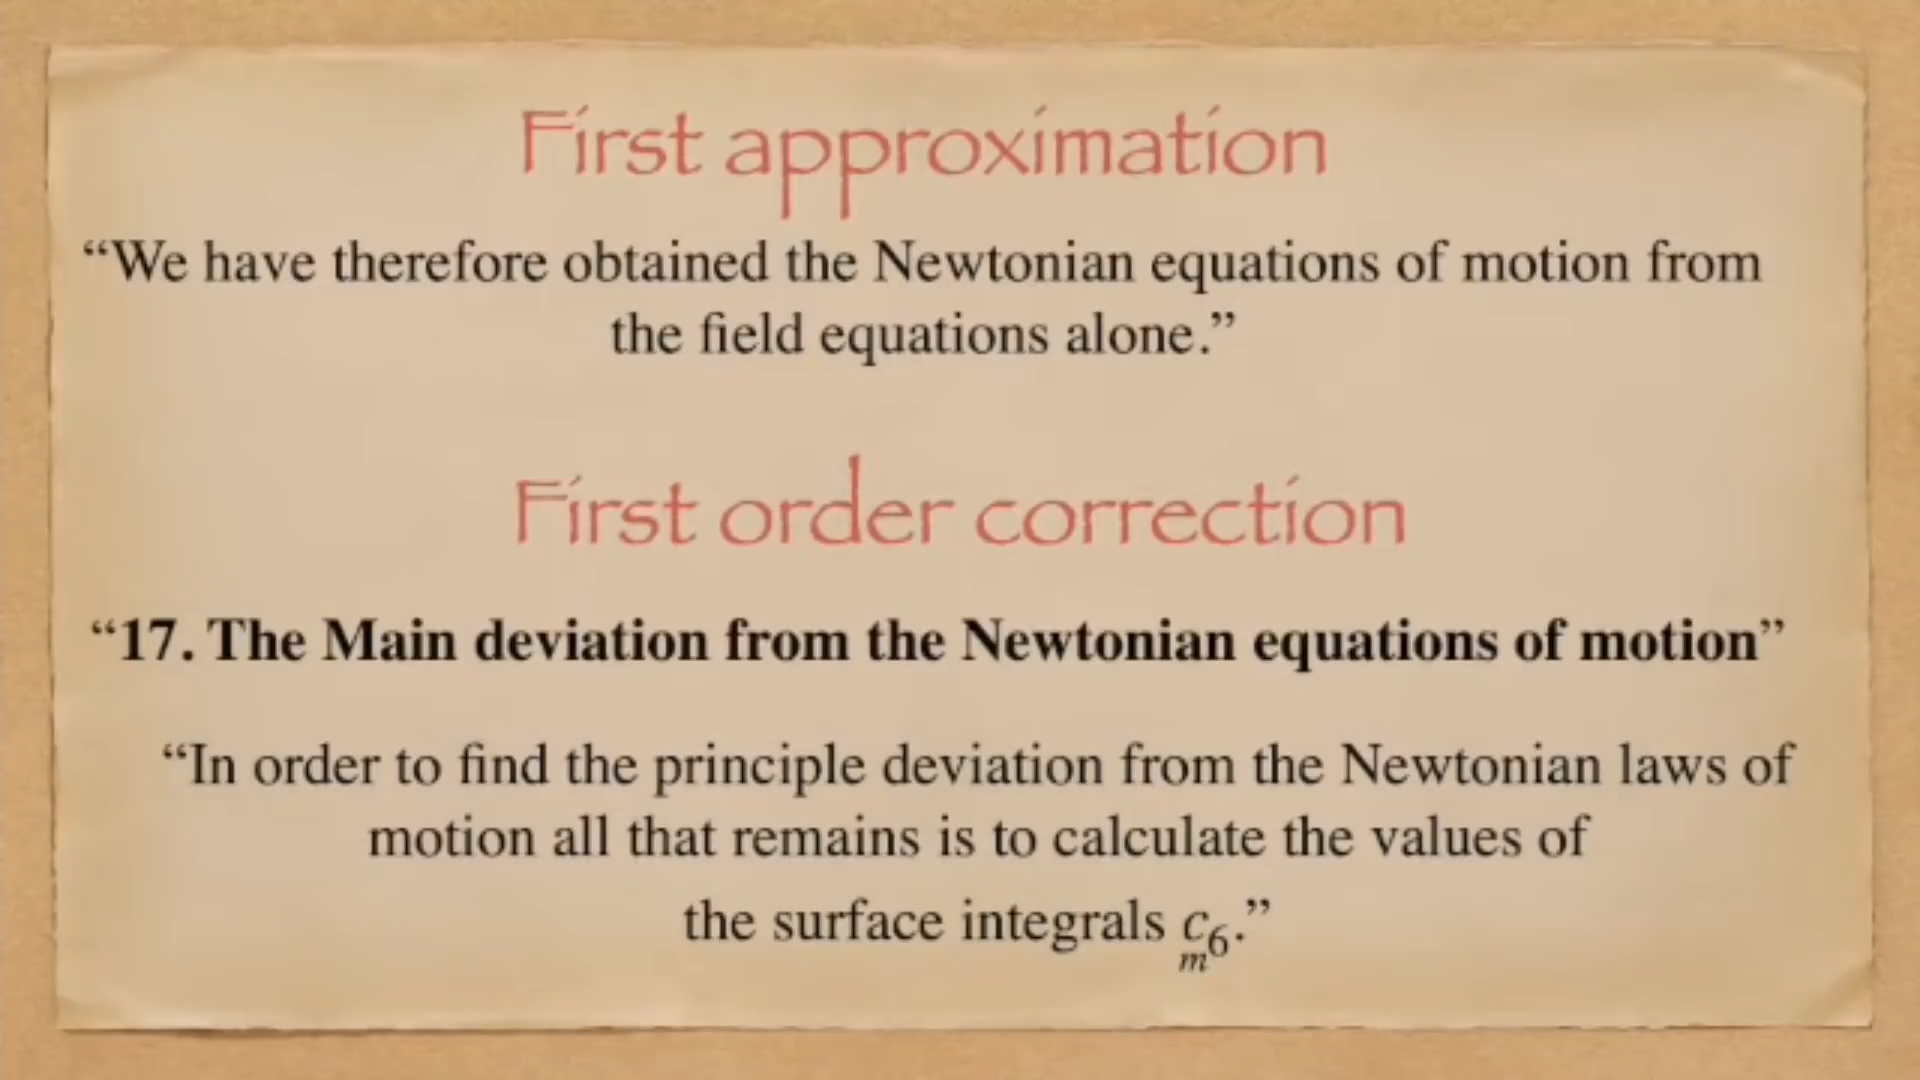 First approximation
“We have therefore obtained the Newtonian equations of motion from
the field equations alone.”
First order correction
“17. The Main deviation from the Newtonian equations of motion”
“In order to find the principle deviation from the Newtonian laws of
motion all that remains is to calculate the values of
the surface integrals c₆.”
m